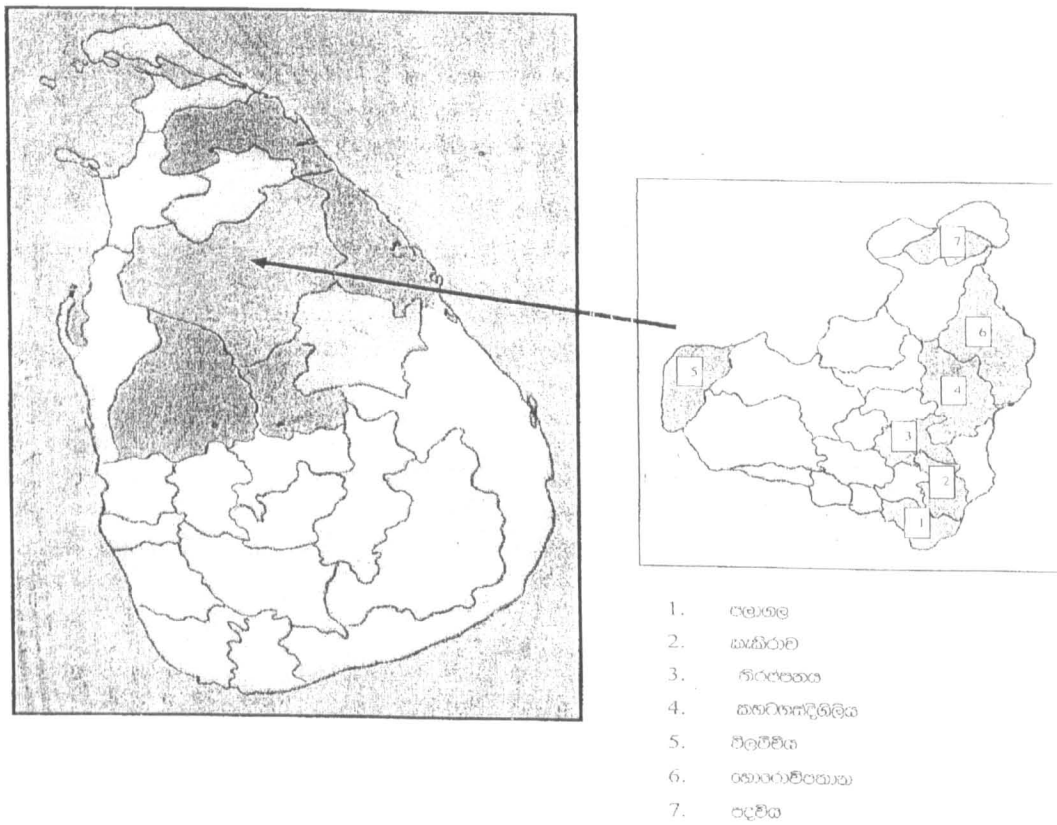 7
6
5
4
3
2
1
1. පලාගල
2. කැකිරාව
3. තිරප්පනය
4. කහටගස්දිගිලිය
5. විලච්චිය
6. හොරොව්පතාන
7. පදවිය